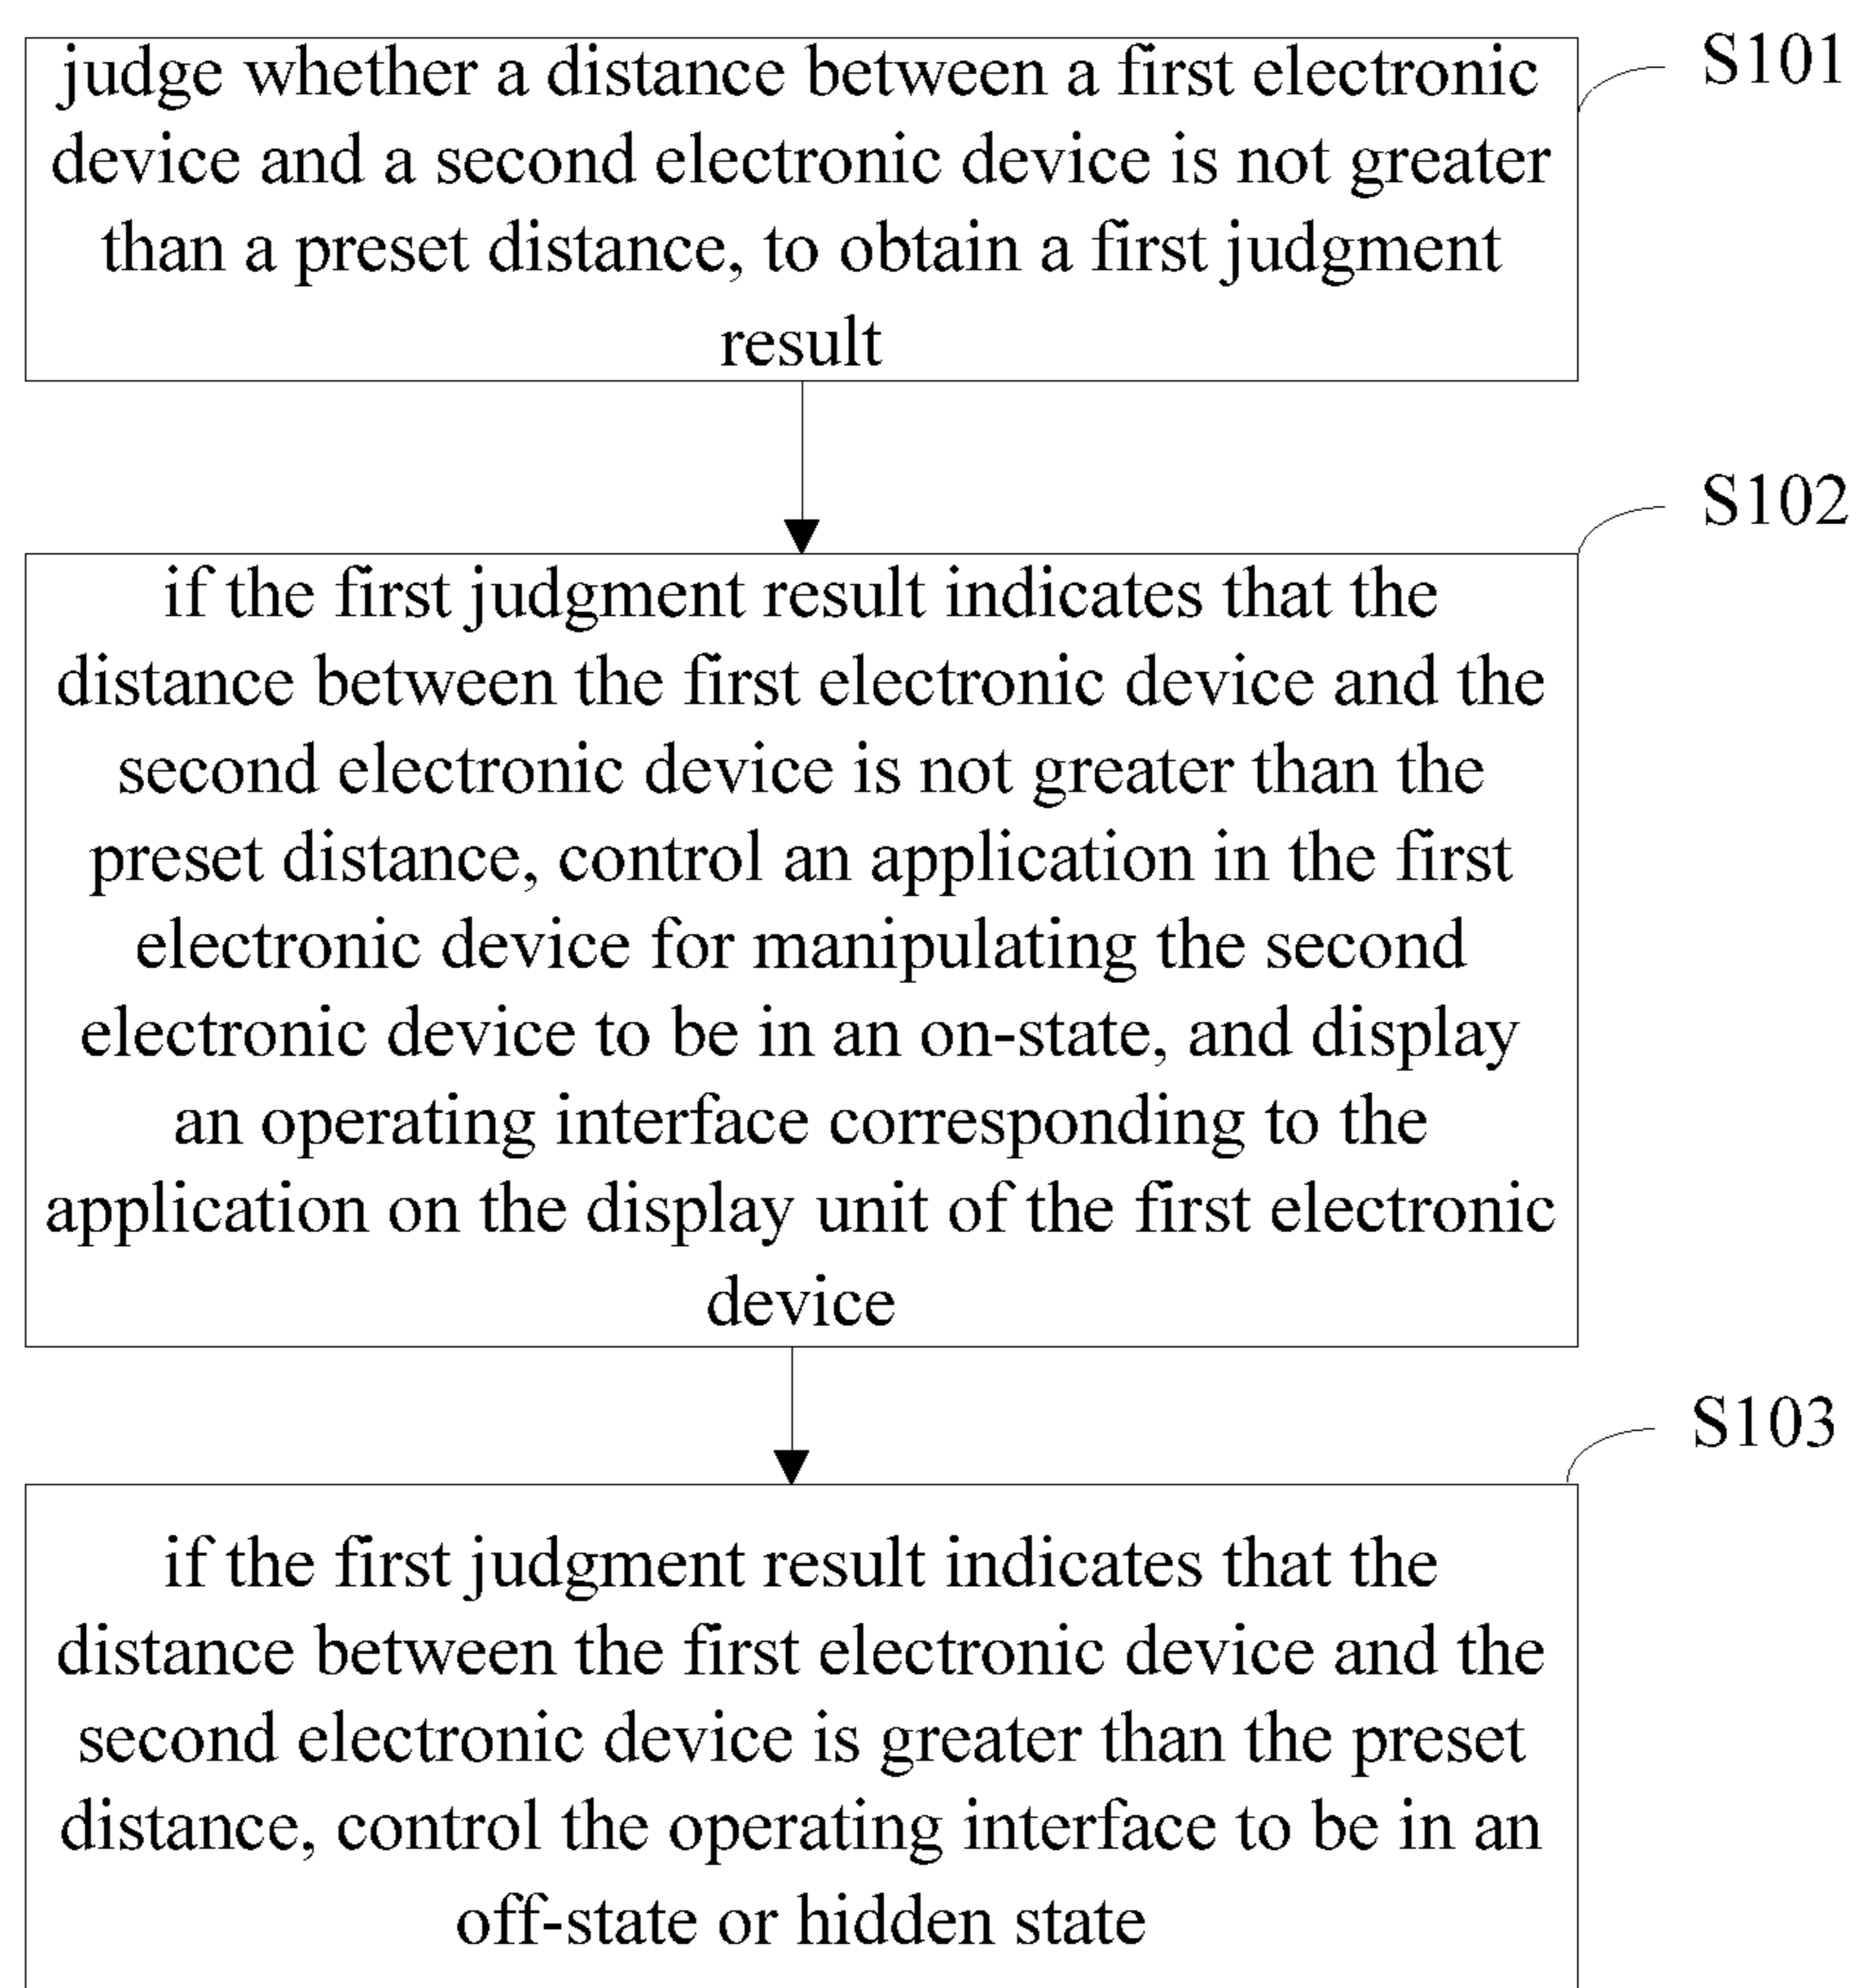 judge whether a distance between a first electronic
device and a second electronic device is not greater
than a preset distance, to obtain a first judgment
result
S101
if the first judgment result indicates that the
distance between the first electronic device and the
second electronic device is not greater than the
preset distance, control an application in the first
electronic device for manipulating the second
electronic device to be in an on-state, and display
an operating interface corresponding to the
application on the display unit of the first electronic
device
S102
if the first judgment result indicates that the
distance between the first electronic device and the
second electronic device is greater than the preset
distance, control the operating interface to be in an
off-state or hidden state
S103